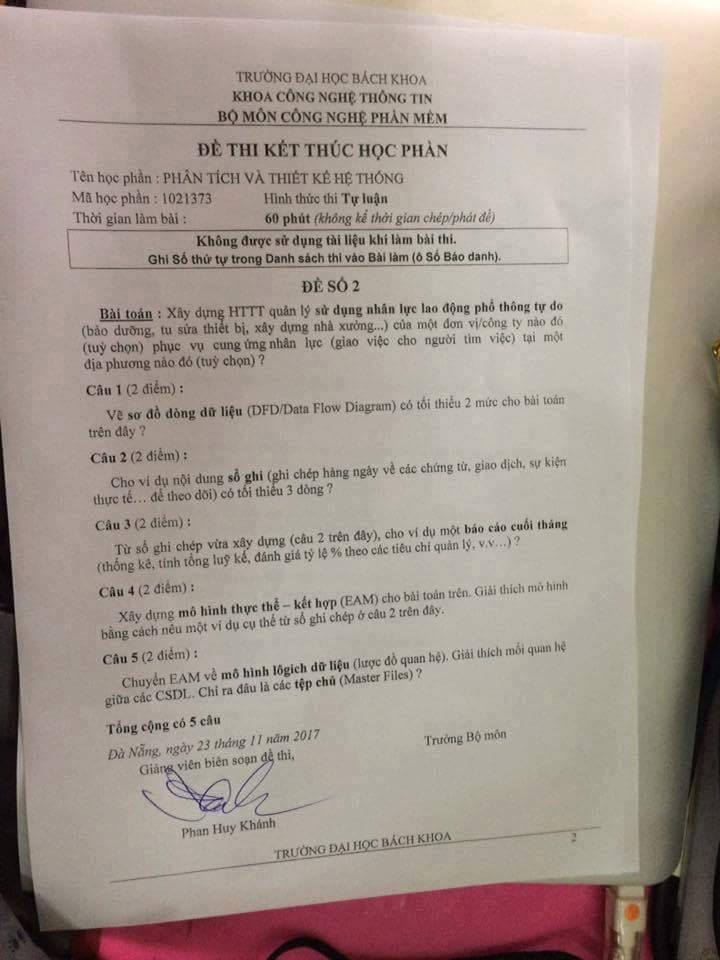 TRƯỜNG ĐẠI HỌC BÁCH KHOA
KHOA CÔNG NGHỆ THÔNG TIN
BỘ MÔN CÔNG NGHỆ PHẦN MỀM
ĐỀ THI KẾT THÚC HỌC PHẦN
Tên học phần : PHÂN TÍCH VÀ THIẾT KẾ HỆ THỐNG
Mã học phần : 1021373 Hình thức thi Tự luận
Thời gian làm bài : 60 phút (không kể thời gian chép/phát đề)
Không được sử dụng tài liệu khi làm bài thi.
Ghi Số thứ tự trong Danh sách thi vào Bài làm (ô Số Báo danh).
ĐỀ SỐ 2
Bài toán : Xây dựng HTTT quản lý sử dụng nhân lực lao động phổ thông tự do
(bảo dưỡng, tu sửa thiết bị, xây dựng nhà xưởng...) của một đơn vị/công ty nào đó
(tuỳ chọn) phục vụ cung ứng nhân lực (giao việc cho người tìm việc) tại một
địa phương nào đó (tuỳ chọn) ?
Câu 1 (2 điểm) :
Vẽ sơ đồ dòng dữ liệu (DFD/Data Flow Diagram) có tối thiểu 2 mức cho bài toán
trên đây ?
Câu 2 (2 điểm) :
Cho ví dụ nội dung sổ ghi (ghi chép hàng ngày về các chứng từ, giao dịch, sự kiện
thực tế… để theo dõi) có tối thiểu 3 dòng ?
Câu 3 (2 điểm) :
Từ sổ ghi chép vừa xây dựng (câu 2 trên đây), cho ví dụ một báo cáo cuối tháng
(thống kê, tính tổng luỹ kế, đánh giá tỷ lệ % theo các tiêu chí quản lý, v.v…) ?
Câu 4 (2 điểm) :
Xây dựng mô hình thực thể – kết hợp (EAM) cho bài toán trên. Giải thích mô hình
bằng cách nêu một ví dụ cụ thể từ sổ ghi chép ở câu 2 trên đây.
Câu 5 (2 điểm) :
Chuyển EAM về mô hình lôgich dữ liệu (lược đồ quan hệ). Giải thích mối quan hệ
giữa các CSDL. Chỉ ra đâu là các tệp chủ (Master Files) ?
Tổng cộng có 5 câu
Đà Nẵng, ngày 23 tháng 11 năm 2017
Giảng viên biên soạn đề thi, Trưởng Bộ môn
Phan Huy Khánh
TRƯỜNG ĐẠI HỌC BÁCH KHOA 2